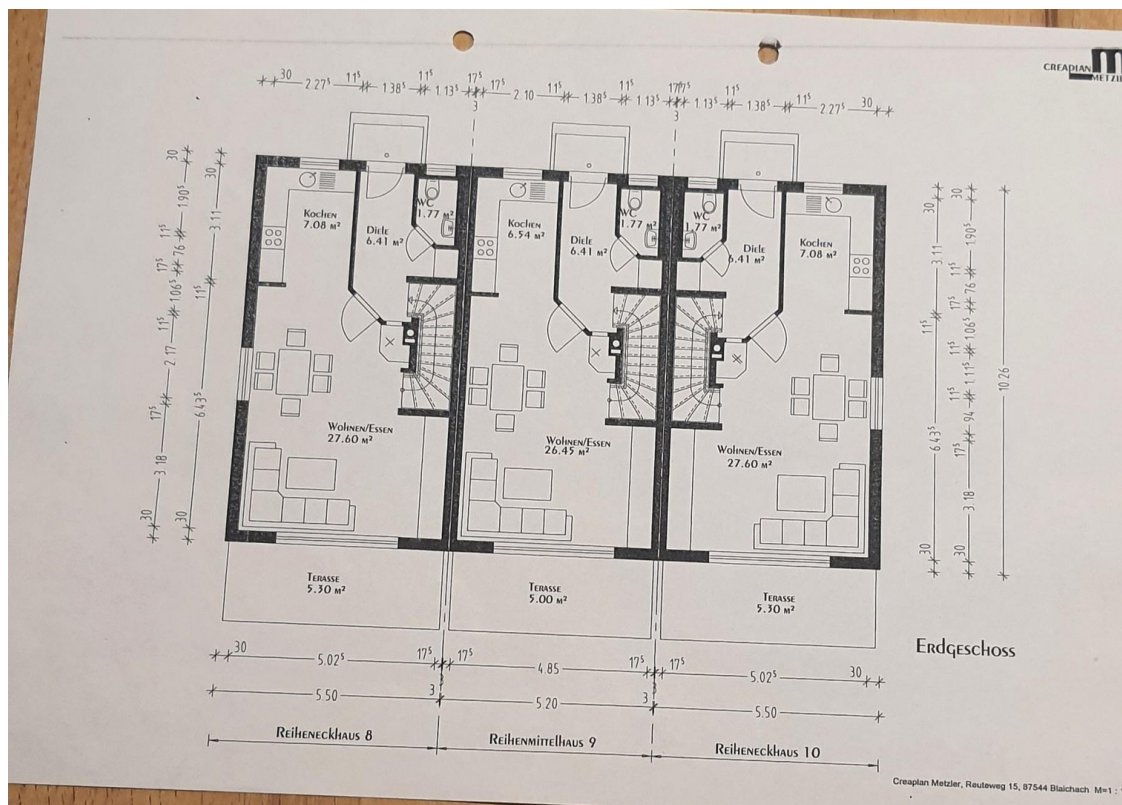 CREAPLAN
METZL
30 2.27⁵ 11⁵ 1.38⁵ 11⁵ 1.13⁵ 17⁵ 3 17⁵ 2.10 11⁵ 1.38⁵ 11⁵ 1.13⁵ 3 1.13⁵ 11⁵ 1.38⁵ 11⁵ 2.27⁵ 30
30 1.90⁵ 11⁵ 76 17⁵ 1.06⁵ 11⁵ 2.17 17⁵ 3.18 30
30 3.11 11⁵ 6.43⁵ 30
Kochen
7.08 m²
Diele
6.41 m²
WC
1.77 m²
Wohnen/Essen
27.60 m²
Terasse
5.30 m²
Kochen
6.54 m²
Diele
6.41 m²
WC
1.77 m²
Wohnen/Essen
26.45 m²
Terasse
5.00 m²
WC
1.77 m²
Diele
6.41 m²
Kochen
7.08 m²
Wohnen/Essen
27.60 m²
Terasse
5.30 m²
30 3.11 11⁵ 6.43⁵ 30
30 1.90⁵ 11⁵ 76 17⁵ 1.06⁵ 11⁵ 1.11⁵ 11⁵ 94 17⁵ 3.18 30
10.26
Erdgeschoss
30 5.02⁵ 17⁵ 3 17⁵ 4.85 17⁵ 3 17⁵ 5.02⁵ 30
5.50 3 5.20 3 5.50
Reiheneckhaus 8
Reihenmittelhaus 9
Reiheneckhaus 10
Creaplan Metzler, Reuteweg 15, 87544 Blaichach M=1 :